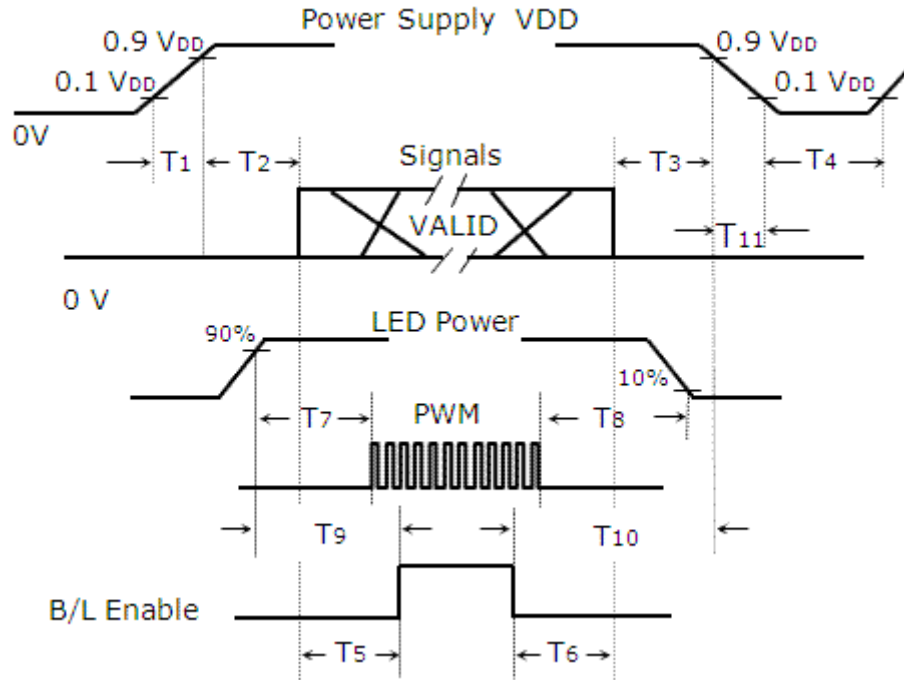 Power Supply VDD
0.9 VDD
0.9 VDD
0.1 VDD
0.1 VDD
0V
T1
T2
Signals
T3
T4
VALID
T11
0 V
LED Power
90%
10%
T7
PWM
T8
T9
T10
B/L Enable
T5
T6